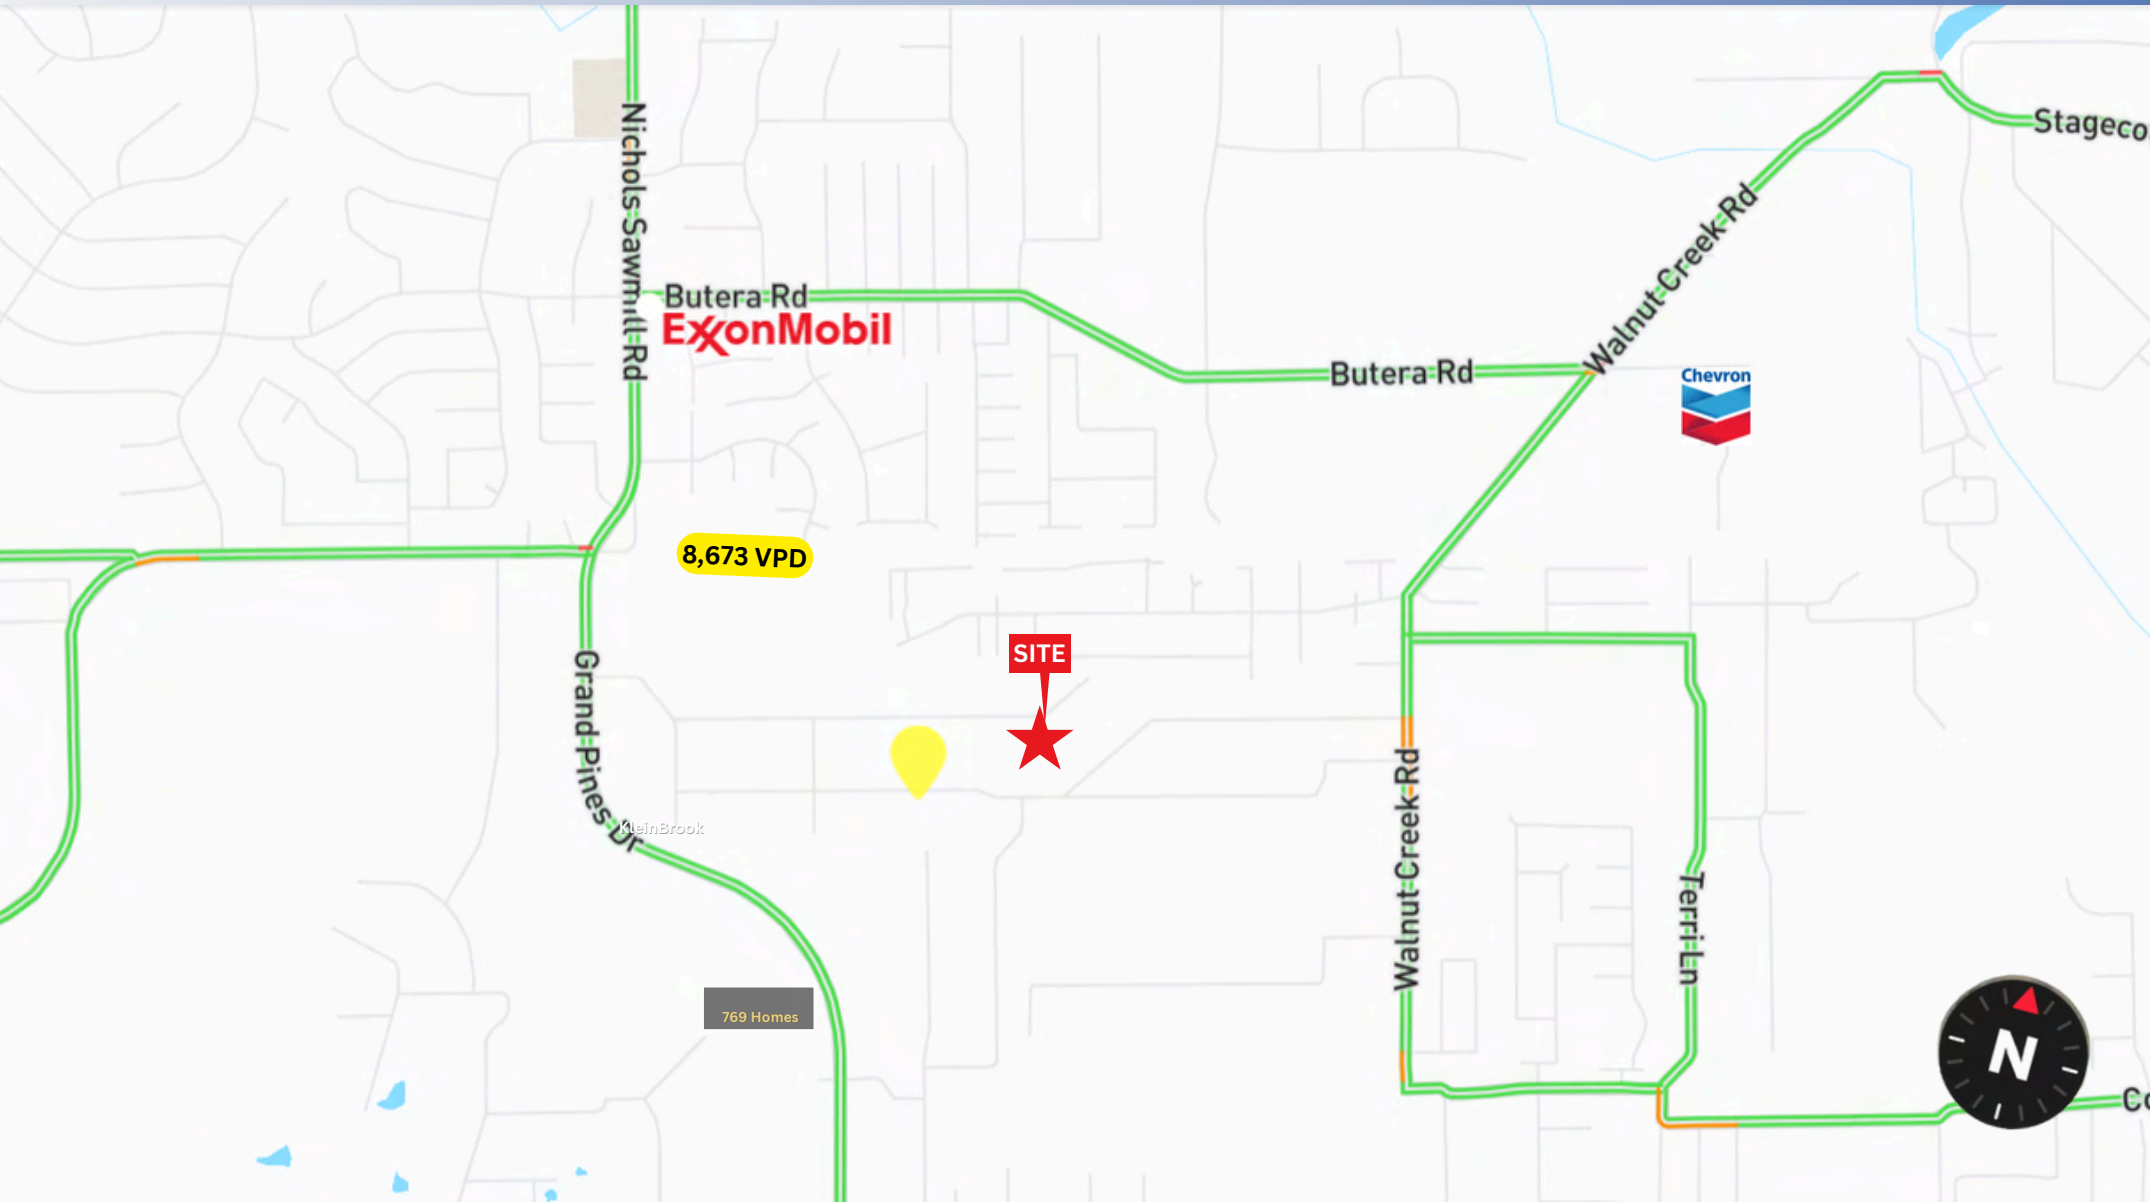 Stageco
Nichols Sawmill Rd
Walnut Creek Rd
Butera Rd
ExxonMobil
Butera Rd
Chevron
8,673 VPD
SITE
Grand Pines Dr
KleinBrook
Walnut Creek Rd
Terri Ln
769 Homes
N
Co